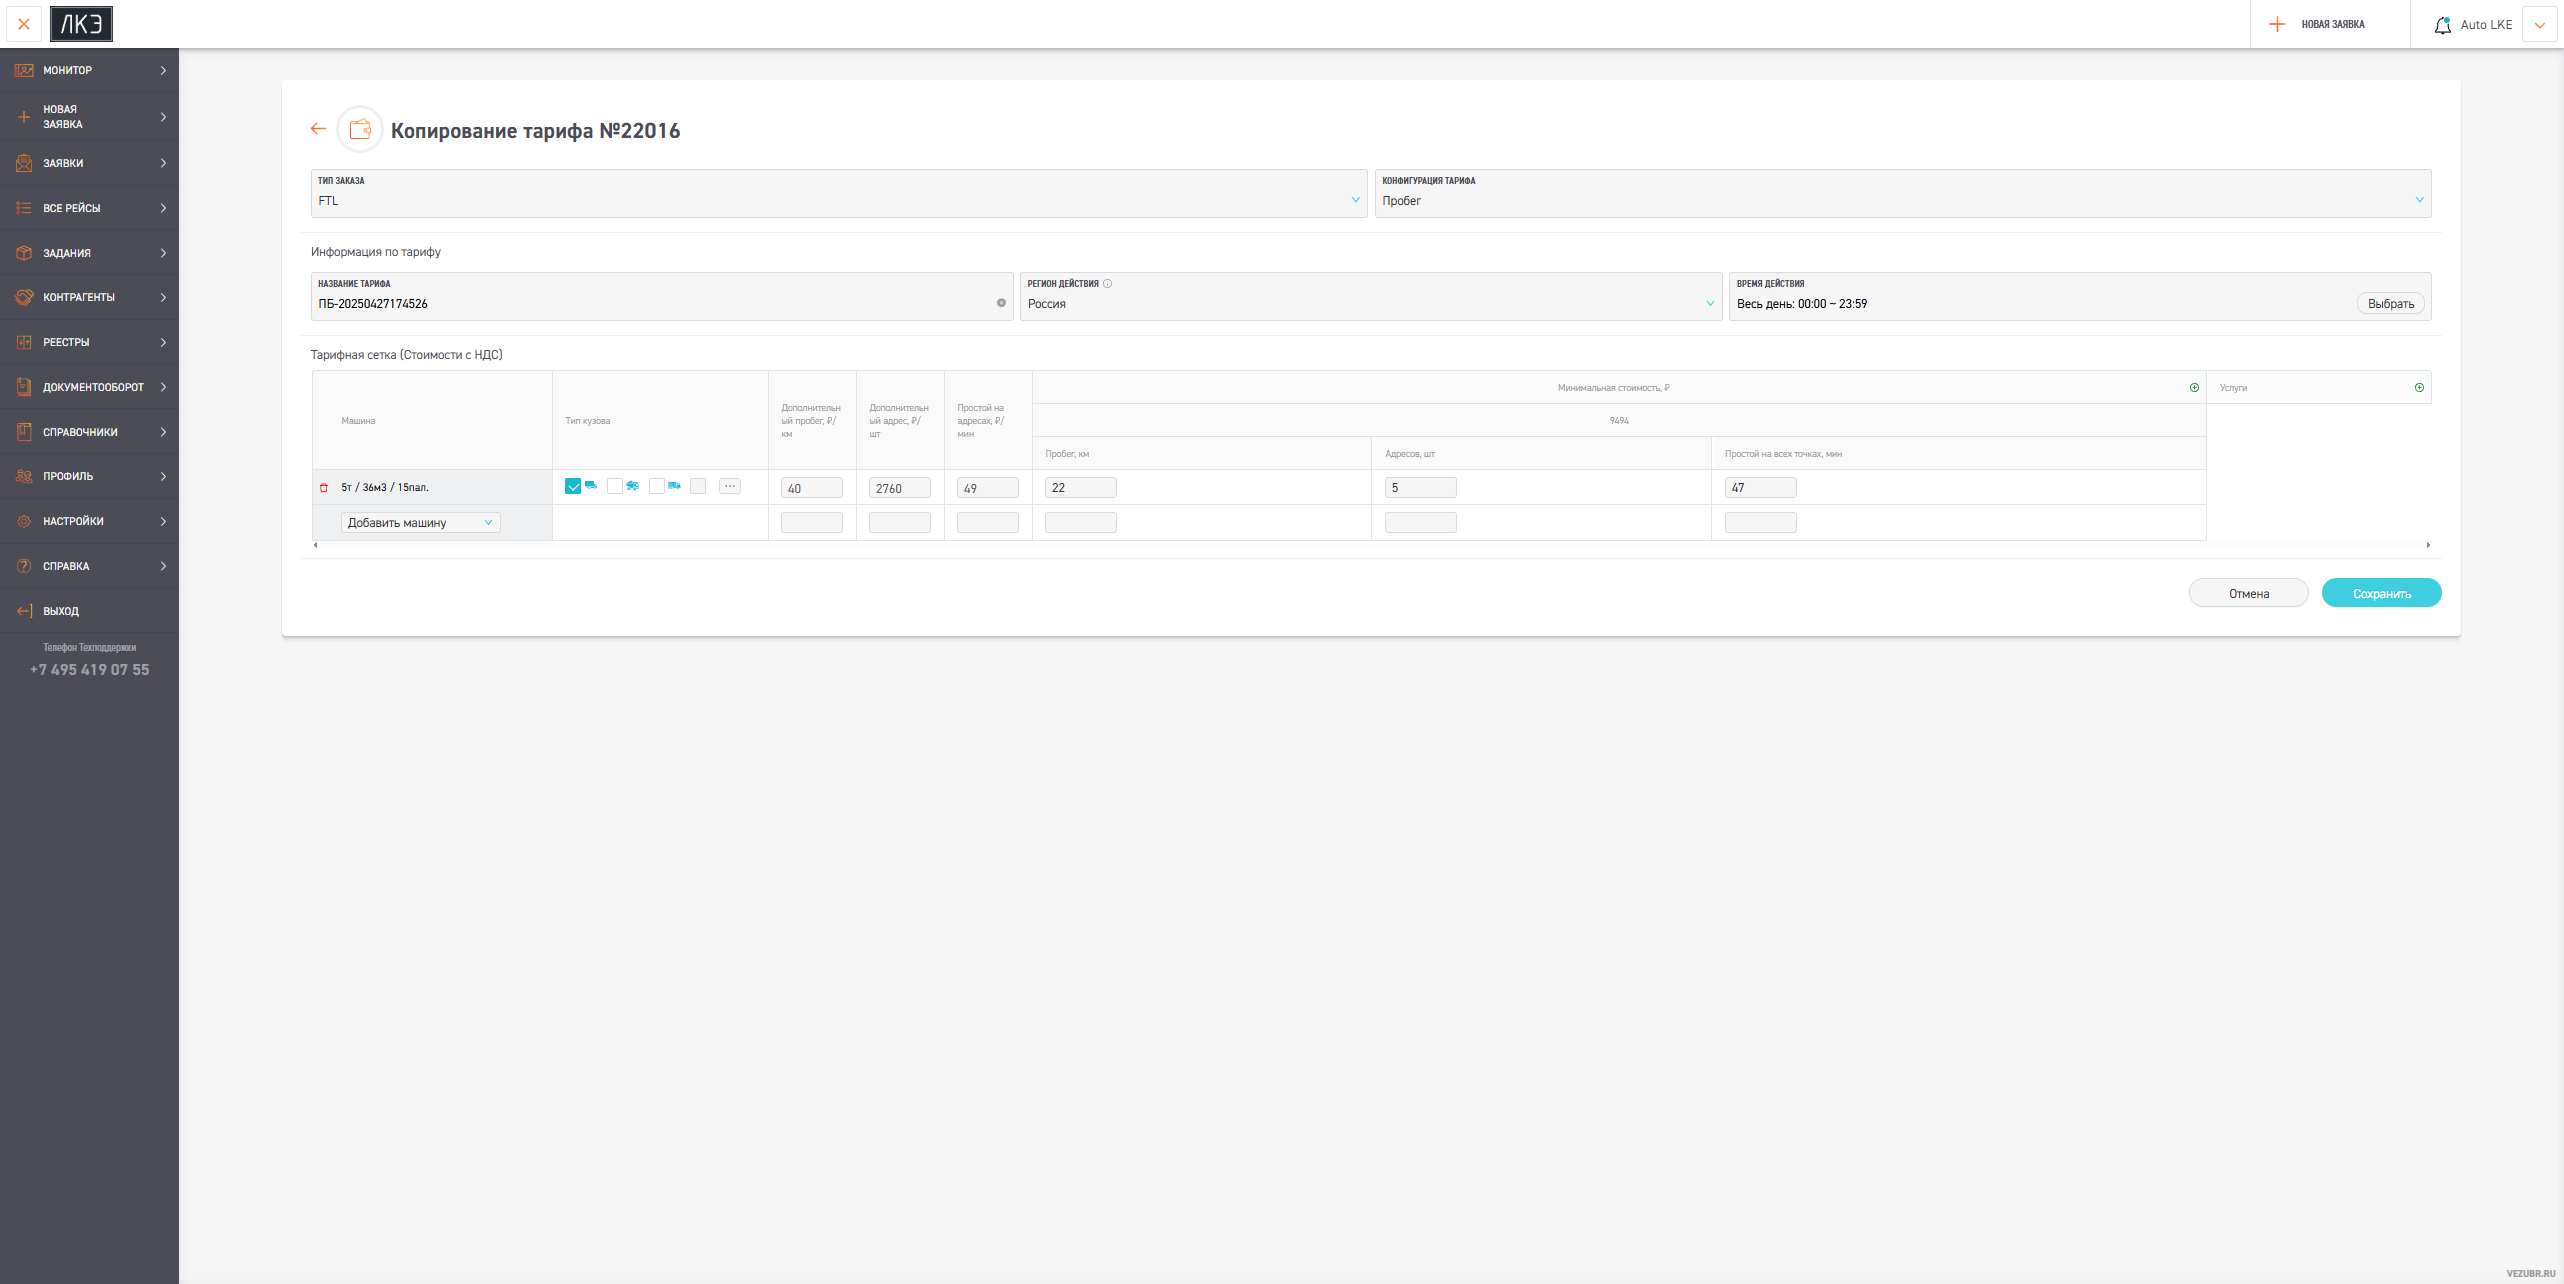 ЛКЭ
НОВАЯ ЗАЯВКА
Auto LKE
МОНИТОР
НОВАЯ
ЗАЯВКА
ЗАЯВКИ
ВСЕ РЕЙСЫ
ЗАДАНИЯ
КОНТРАГЕНТЫ
РЕЕСТРЫ
ДОКУМЕНТООБОРОТ
СПРАВОЧНИКИ
ПРОФИЛЬ
НАСТРОЙКИ
СПРАВКА
ВЫХОД
Телефон Техподдержки
+7 495 419 07 55
Копирование тарифа №22016
ТИП ЗАКАЗА
FTL
КОНФИГУРАЦИЯ ТАРИФА
Пробег
Информация по тарифу
НАЗВАНИЕ ТАРИФА
ПБ-20250427174526
РЕГИОН ДЕЙСТВИЯ
Россия
ВРЕМЯ ДЕЙСТВИЯ
Весь день: 00:00 – 23:59
Выбрать
Тарифная сетка (Стоимости с НДС)
Машина
Тип кузова
Дополнительн
ый пробег, ₽/
км
Дополнительн
ый адрес, ₽/
шт
Простой на
адресах, ₽/
мин
Минимальная стоимость, ₽
Услуги
9494
Пробег, км
Адресов, шт
Простой на всех точках, мин
5т / 36м3 / 15пал.
40
2760
49
22
5
47
Добавить машину
Отмена
Сохранить
VEZUBR.RU